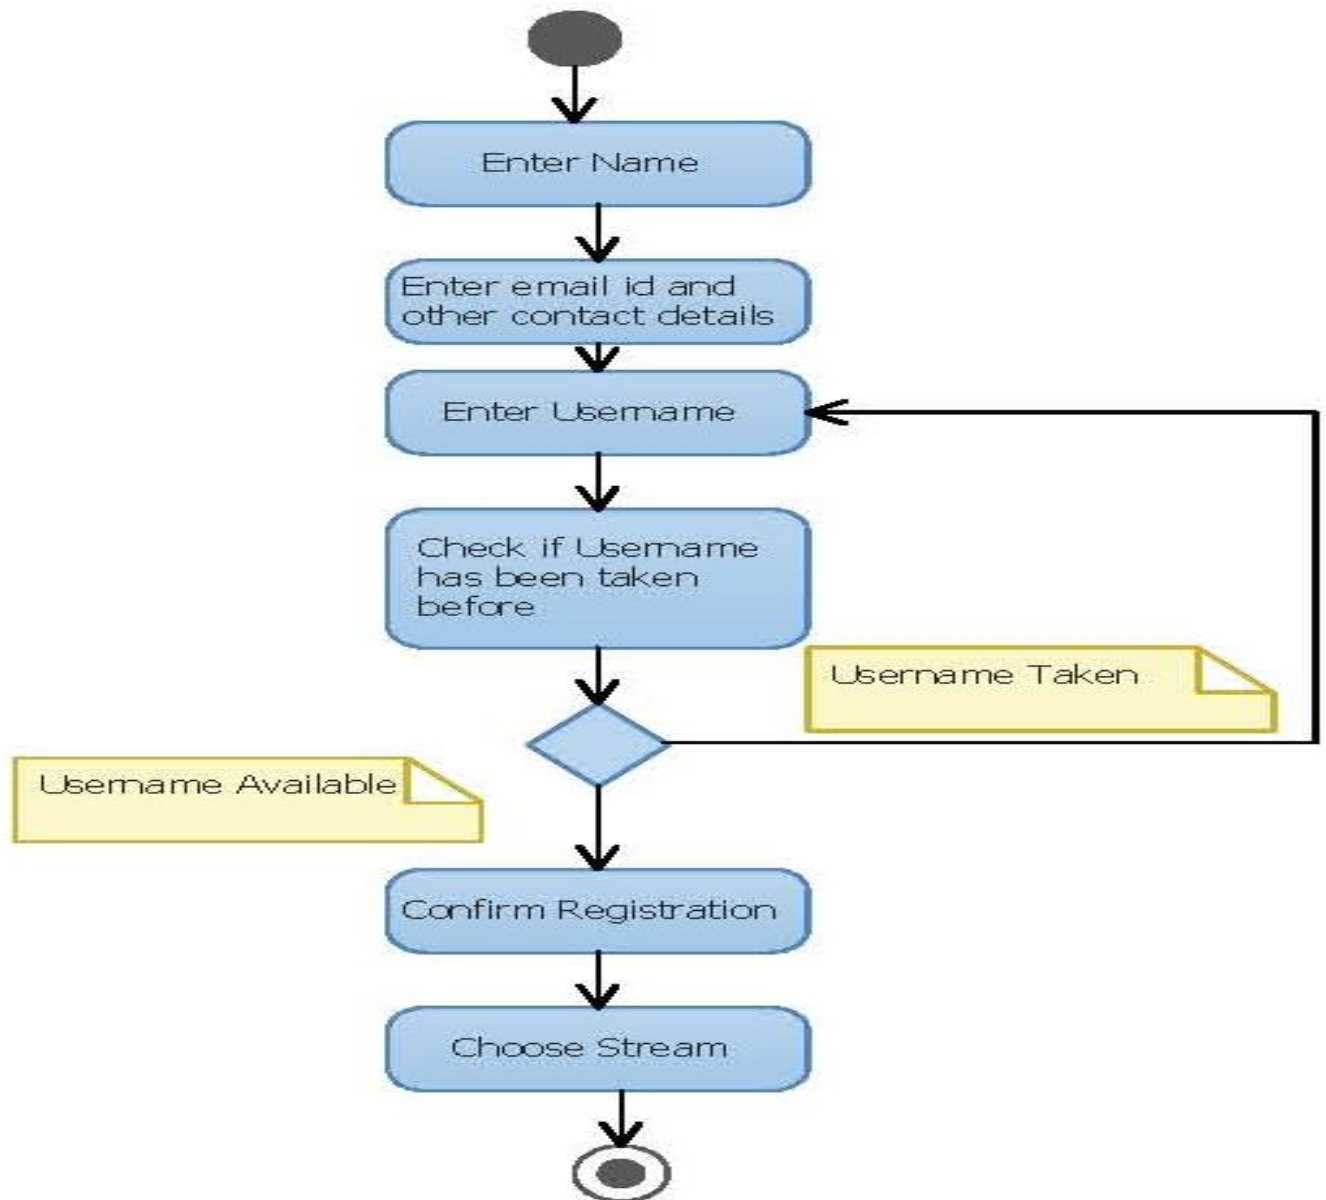 Enter Name
Enter email id and
other contact details
Enter Username
Check if Username
has been taken
before
Username Taken
Username Available
Confirm Registration
Choose Stream